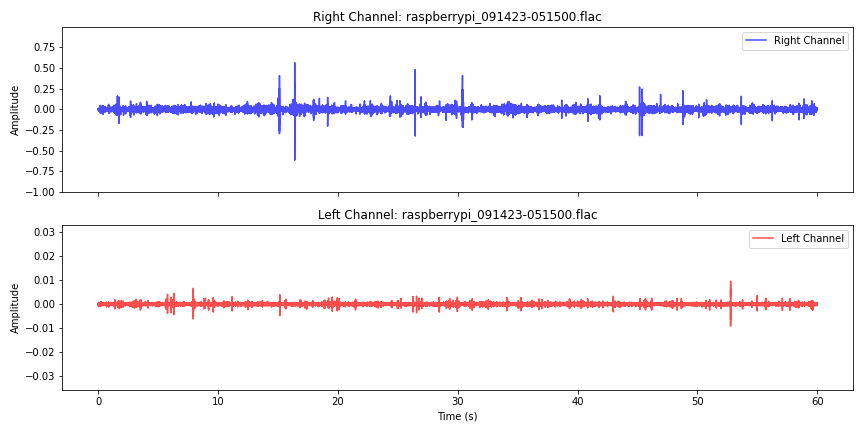 Right Channel: raspberrypi_091423-051500.flac
Right Channel
Amplitude
0.75
0.50
0.25
0.00
−0.25
−0.50
−0.75
−1.00
Left Channel: raspberrypi_091423-051500.flac
Left Channel
Amplitude
0.03
0.02
0.01
0.00
−0.01
−0.02
−0.03
0 10 20 30 40 50 60
Time (s)